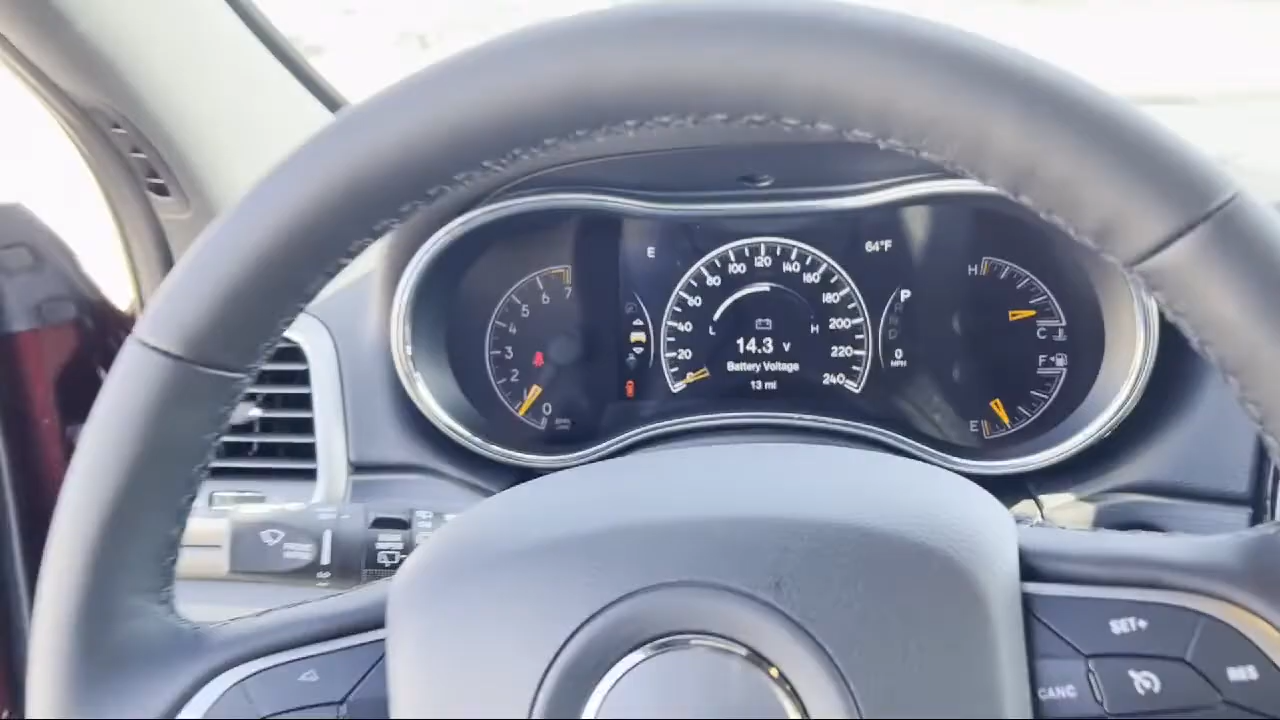 E
64°F
7
6
5
4
3
2
1
0
20
40
60
80
100
120
140
160
180
200
220
240
L
H
14.3 V
Battery Voltage
13 mi
P
R
N
D
0
MPH
H
C
F
E
SET+
RES
CANC